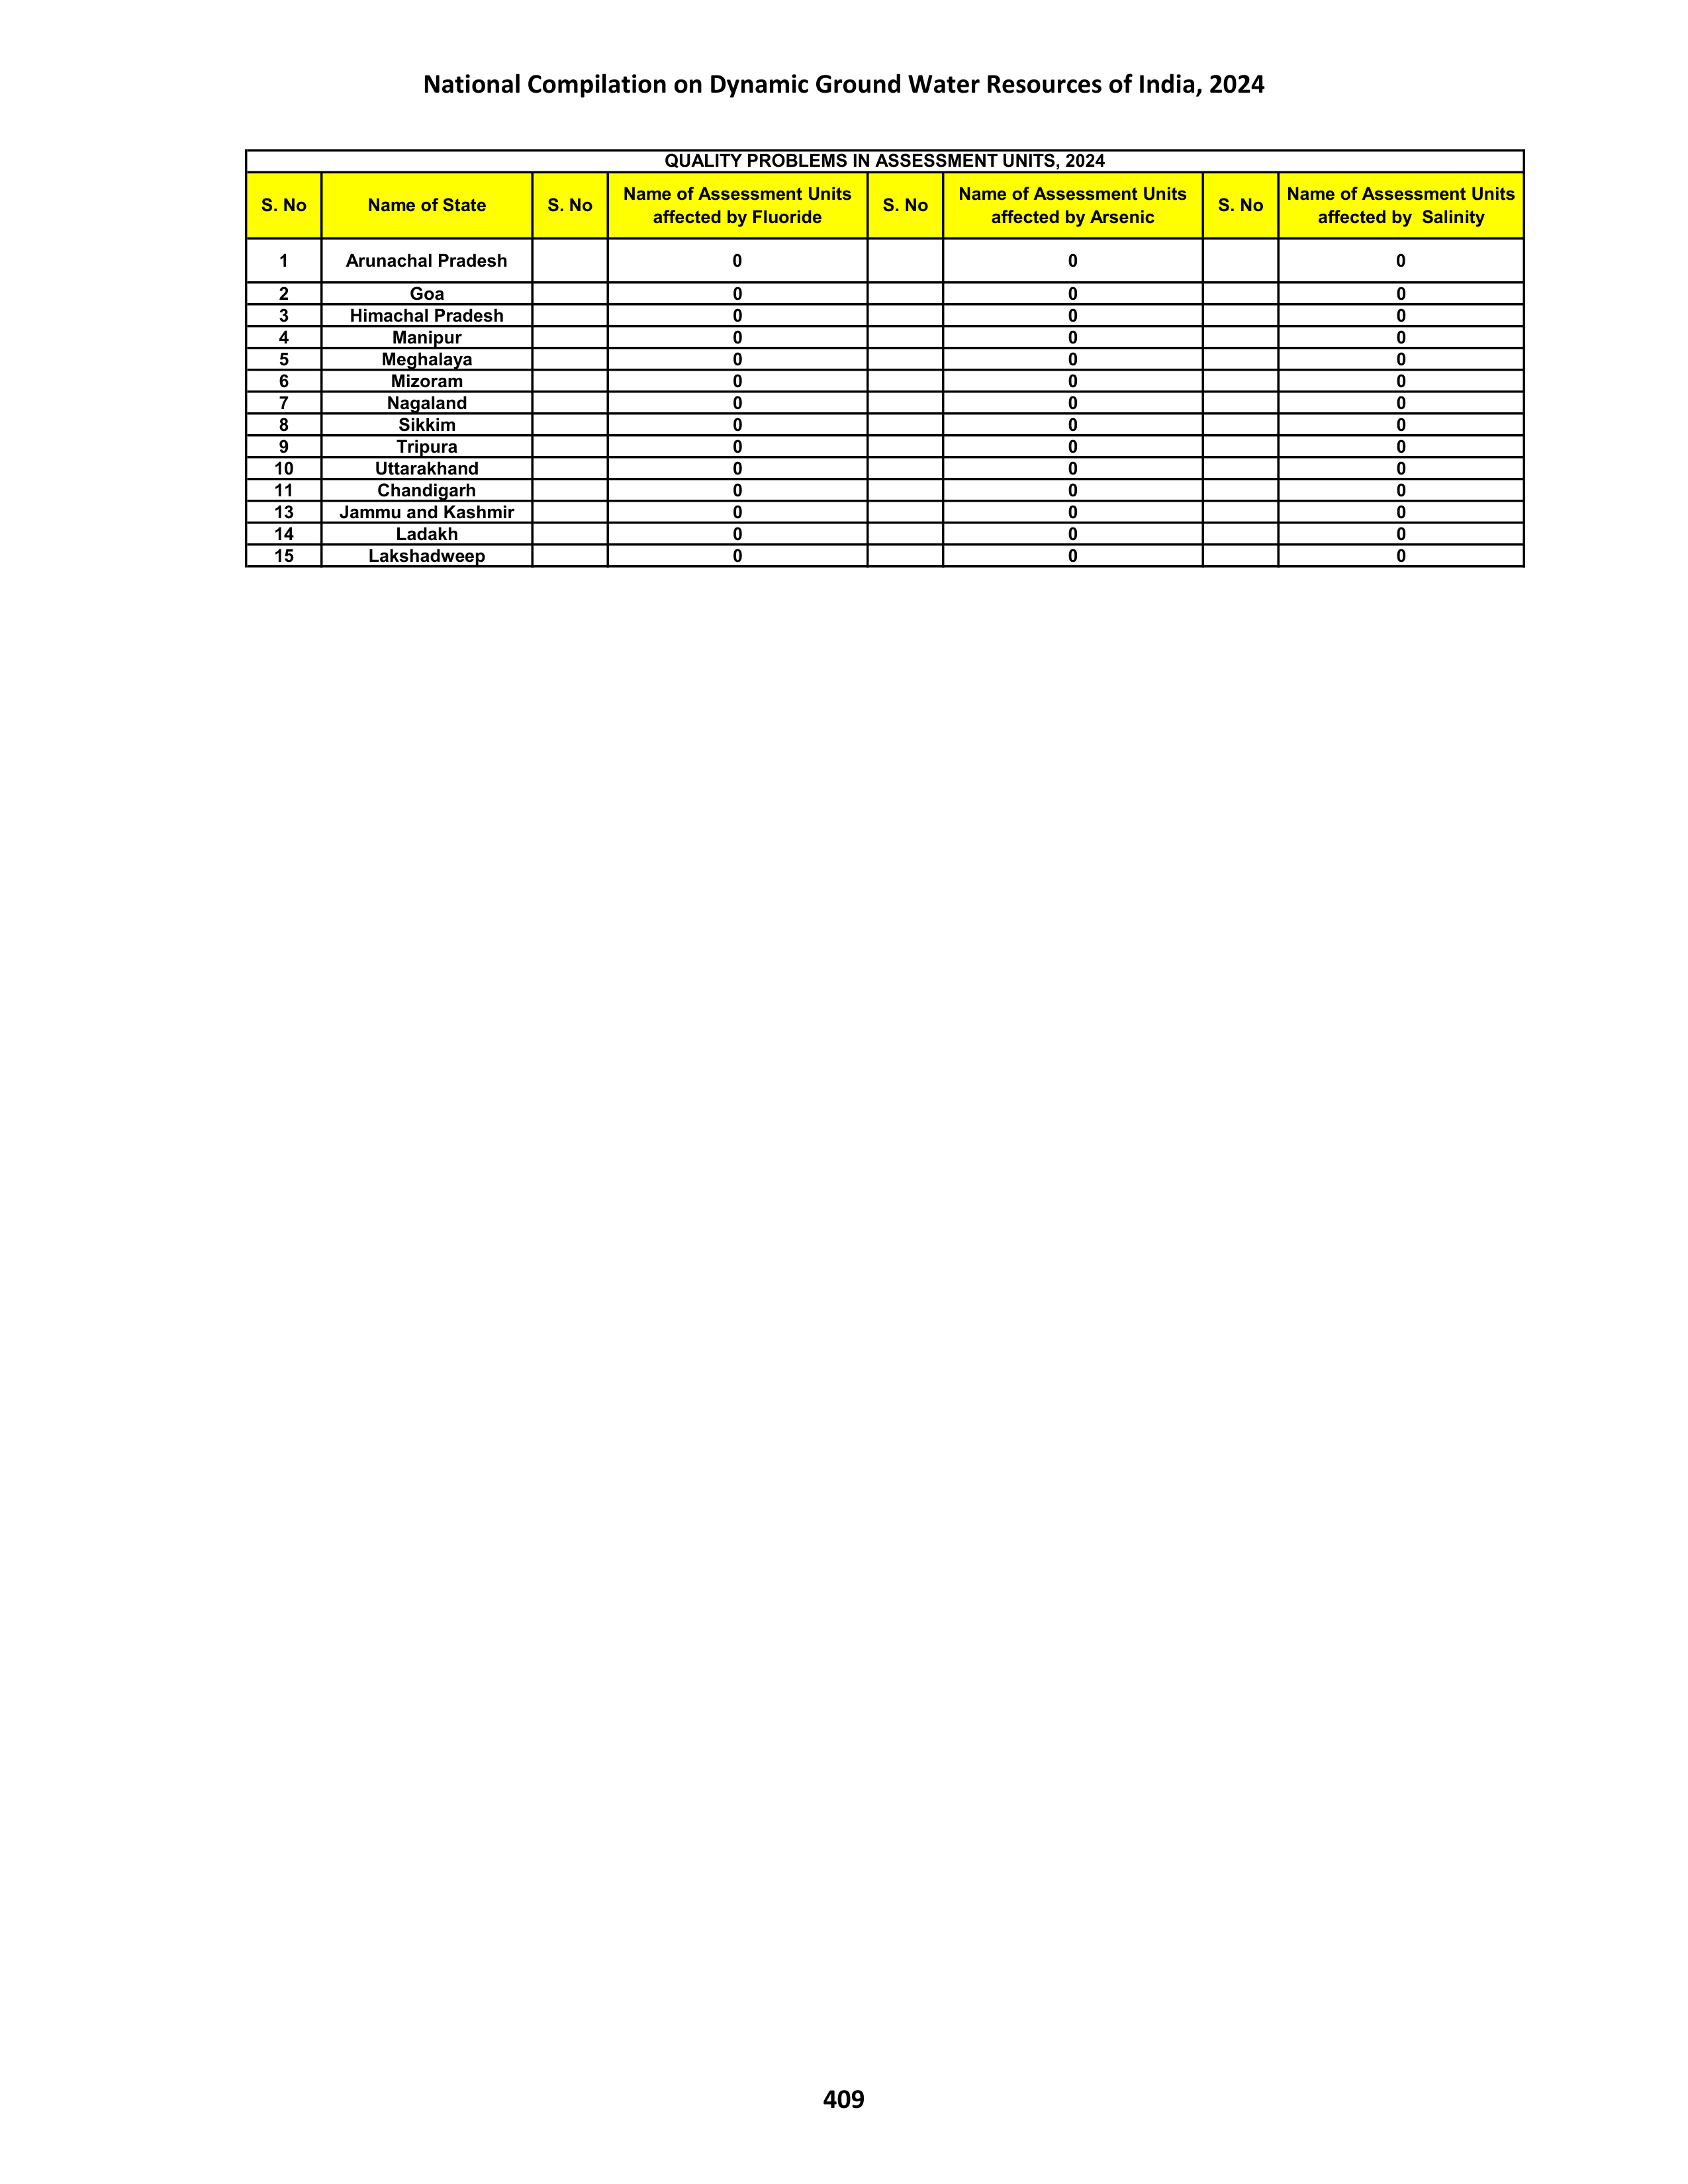 National Compilation on Dynamic Ground Water Resources of India, 2024
QUALITY PROBLEMS IN ASSESSMENT UNITS, 2024
S. No Name of State S. No Name of Assessment Units affected by Fluoride S. No Name of Assessment Units affected by Arsenic S. No Name of Assessment Units affected by Salinity
1 Arunachal Pradesh 0 0 0
2 Goa 0 0 0
3 Himachal Pradesh 0 0 0
4 Manipur 0 0 0
5 Meghalaya 0 0 0
6 Mizoram 0 0 0
7 Nagaland 0 0 0
8 Sikkim 0 0 0
9 Tripura 0 0 0
10 Uttarakhand 0 0 0
11 Chandigarh 0 0 0
13 Jammu and Kashmir 0 0 0
14 Ladakh 0 0 0
15 Lakshadweep 0 0 0
409